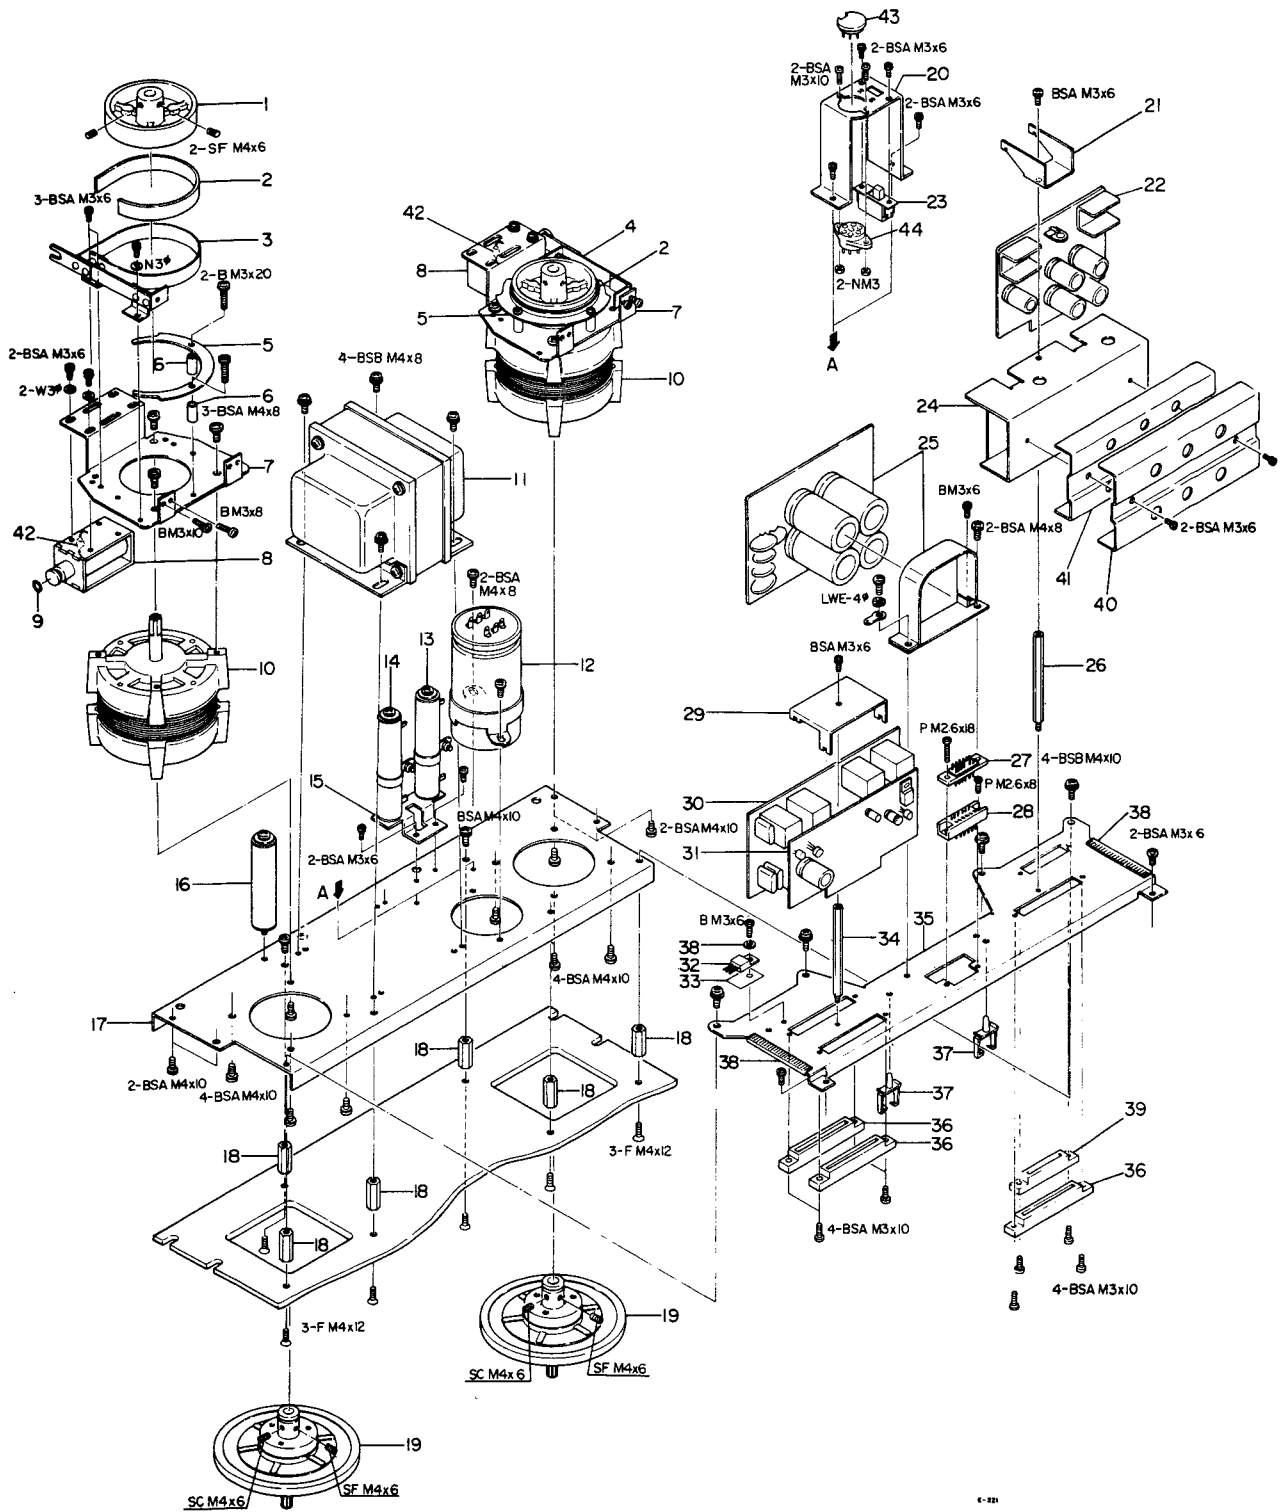 43
2-BSA M3x6
2-BSA
M3x10
20
2-BSA M3x6
BSA M3x6
21
1
2-SF M4x6
2
3-BSA M3x6
22
23
3
N3ø
2-B M3x20
42
4
8
2
44
2-NM3
5
7
A
2-BSA M3x6
5
6
2-W3ø
4-BSB M4x8
10
6
3-BSA M4x8
24
25
7
11
BM3x6
B M3x8
BM3x10
2-BSA M4x8
2-BSA M3x6
42
41
8
40
2-BSA
M4x8
LWE-4ø
9
BSA M3x6
13
14
12
10
26
29
P M2.6x18
27
4-BSB M4x10
15
30
P M2.6x8
BSA M4x10
28
38
2-BSA M4x10
2-BSA M3x6
31
2-BSA M3x6
16
A
B M3x6
35
38
34
32
4-BSA M4x10
33
17
18
18
37
38
2-BSA M4x10
4-BSA M4x10
18
37
36
39
36
18
3-F M4x12
36
18
4-BSA M3x10
18
4-BSA M3x10
19
3-F M4x12
SC M4x6
SF M4x6
19
SC M4x6
SF M4x6
E-221